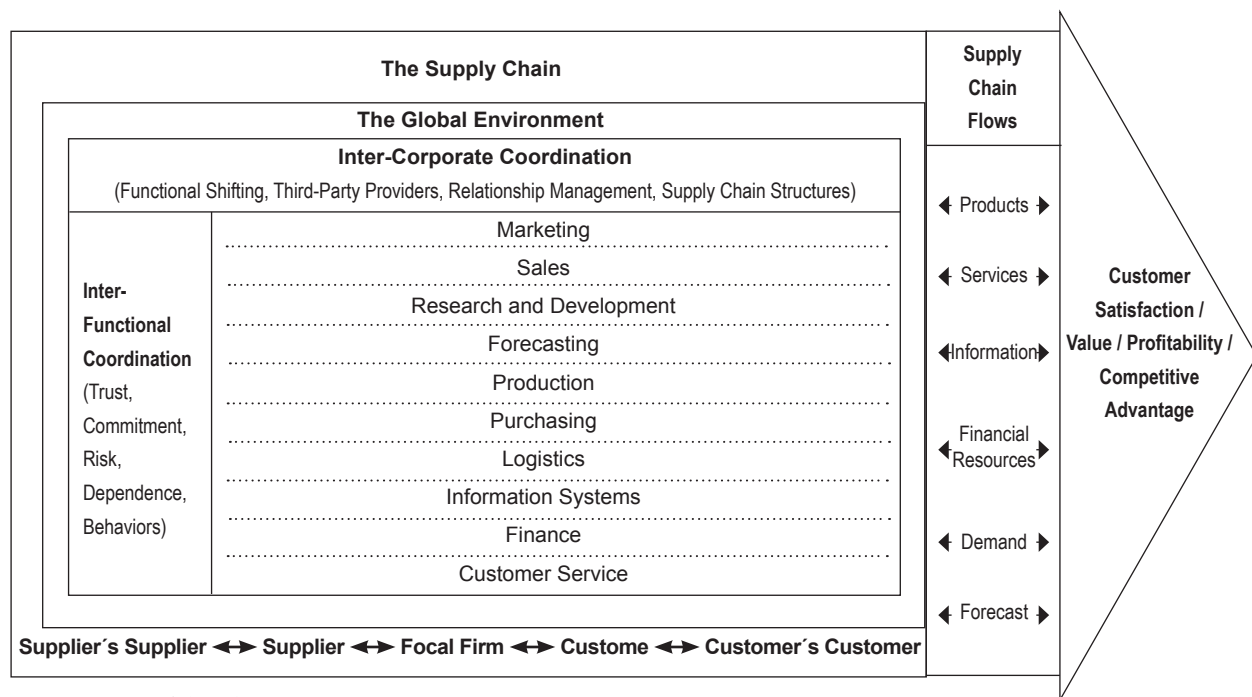 The Supply Chain
The Global Environment
Inter-Corporate Coordination
(Functional Shifting, Third-Party Providers, Relationship Management, Supply Chain Structures)
Inter-
Functional
Coordination
(Trust,
Commitment,
Risk,
Dependence,
Behaviors)
Marketing
Sales
Research and Development
Forecasting
Production
Purchasing
Logistics
Information Systems
Finance
Customer Service
Supplier´s Supplier ↔ Supplier ↔ Focal Firm ↔ Custome ↔ Customer´s Customer
Supply
Chain
Flows
Products
Services
Information
Financial
Resources
Demand
Forecast
Customer
Satisfaction /
Value / Profitability /
Competitive
Advantage